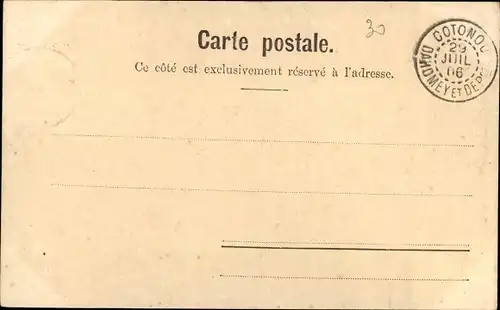 30
Carte postale.
Ce côté est exclusivement réservé à l'adresse.
COTONOU
29
JUIL
06
DAHOMEY ET DEP